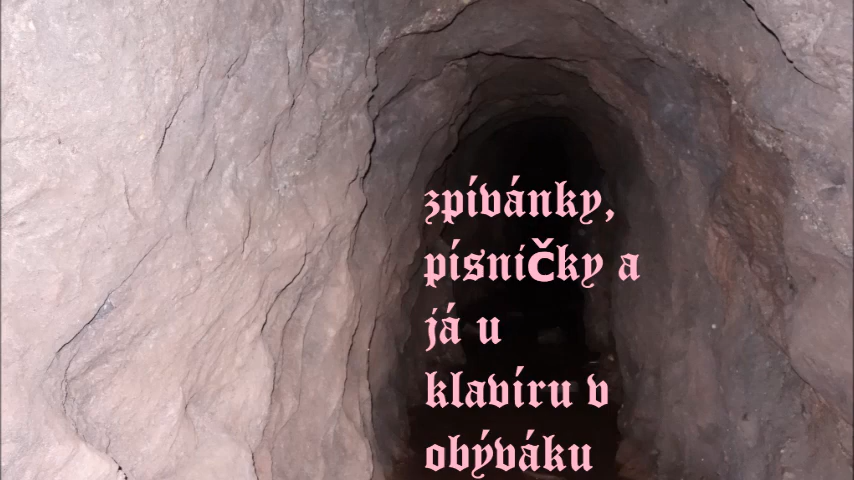 zpívánky,
písničky a
já u
klavíru v
obýváku